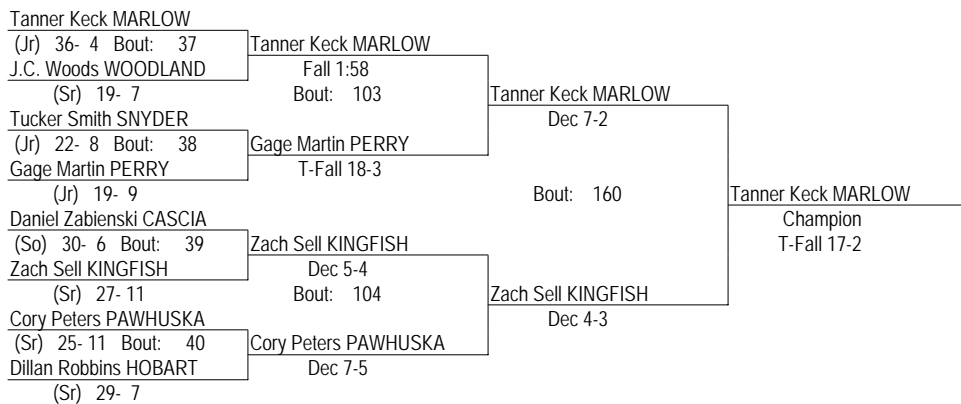 Tanner Keck MARLOW
(Jr) 36- 4 Bout: 37
J.C. Woods WOODLAND
(Sr) 19- 7
Tucker Smith SNYDER
(Jr) 22- 8 Bout: 38
Gage Martin PERRY
(Jr) 19- 9
Daniel Zabienski CASCIA
(So) 30- 6 Bout: 39
Zach Sell KINGFISH
(Sr) 27- 11
Cory Peters PAWHUSKA
(Sr) 25- 11 Bout: 40
Dillan Robbins HOBART
(Sr) 29- 7
Tanner Keck MARLOW
Fall 1:58
Bout: 103
Gage Martin PERRY
T-Fall 18-3
Zach Sell KINGFISH
Dec 5-4
Bout: 104
Cory Peters PAWHUSKA
Dec 7-5
Tanner Keck MARLOW
Dec 7-2
Bout: 160
Zach Sell KINGFISH
Dec 4-3
Tanner Keck MARLOW
Champion
T-Fall 17-2